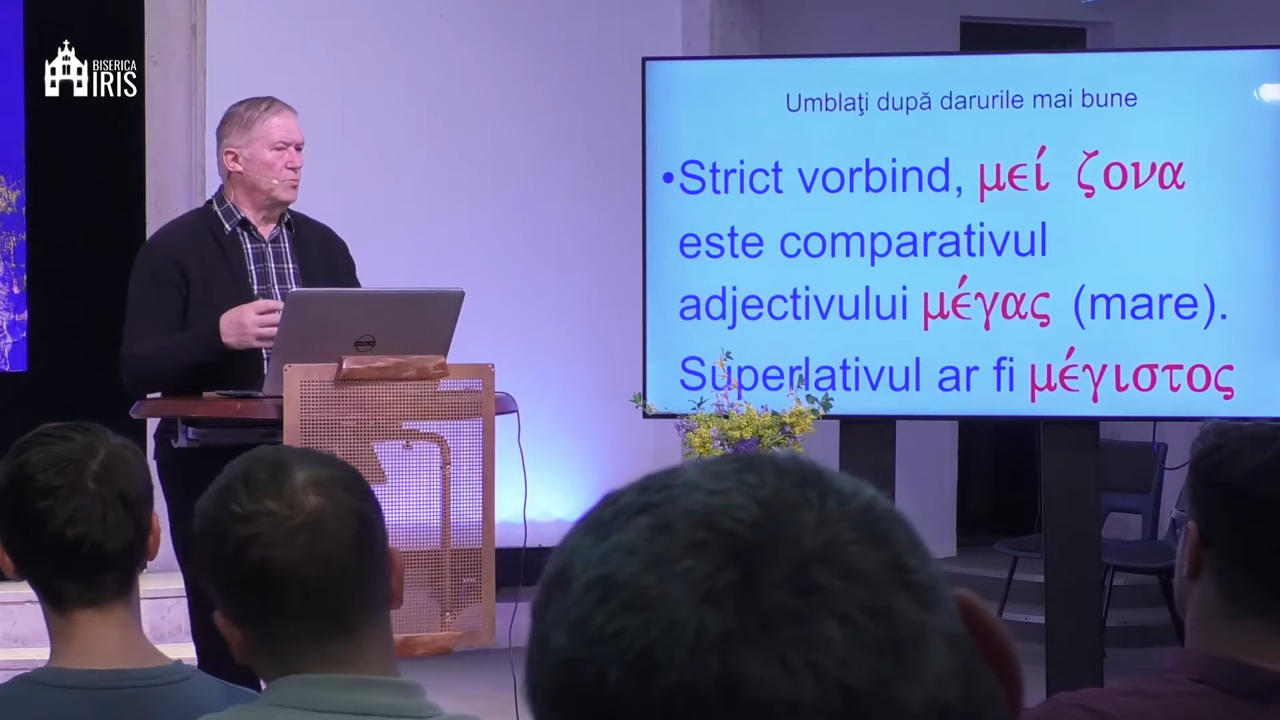 BISERICA
IRIS
Umblaţi după darurile mai bune
•Strict vorbind, μεί ζονα
este comparativul
adjectivului μέγας (mare).
Superlativul ar fi μέγιστος